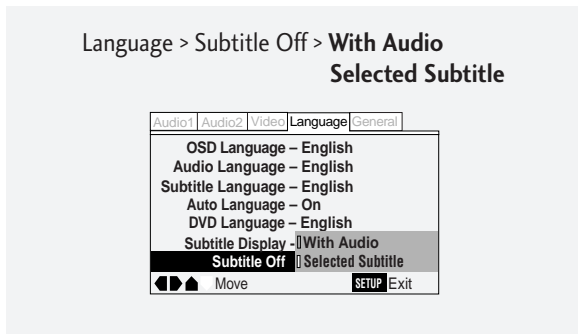 Language > Subtitle Off > With Audio
Selected Subtitle
Audio1 Audio2 Video Language General
OSD Language – English
Audio Language – English
Subtitle Language – English
Auto Language – On
DVD Language – English
Subtitle Display - With Audio
Subtitle Off Selected Subtitle
Move SETUP Exit